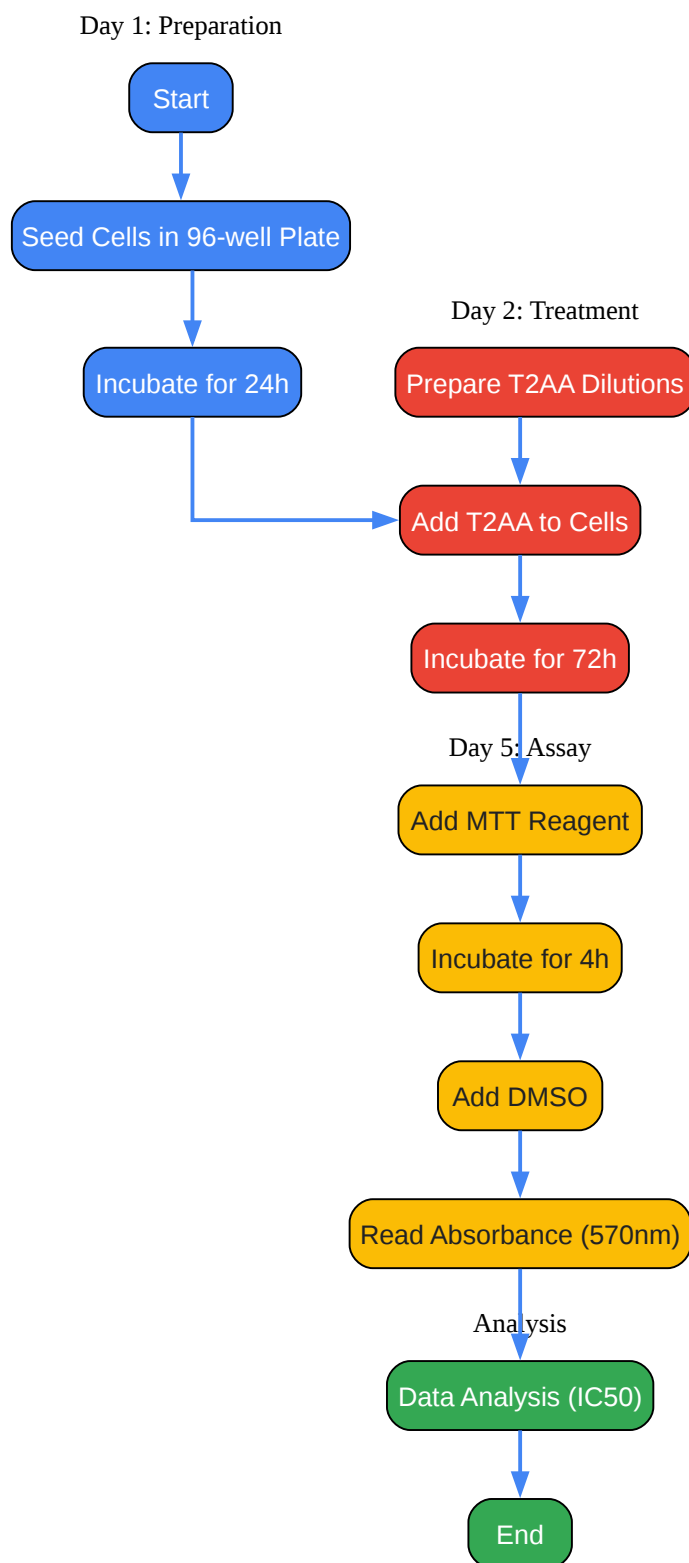 Day 1: Preparation
Start
Seed Cells in 96-well Plate
Incubate for 24h
Day 2: Treatment
Prepare T2AA Dilutions
Add T2AA to Cells
Incubate for 72h
Day 5: Assay
Add MTT Reagent
Incubate for 4h
Add DMSO
Read Absorbance (570nm)
Analysis
Data Analysis (IC50)
End